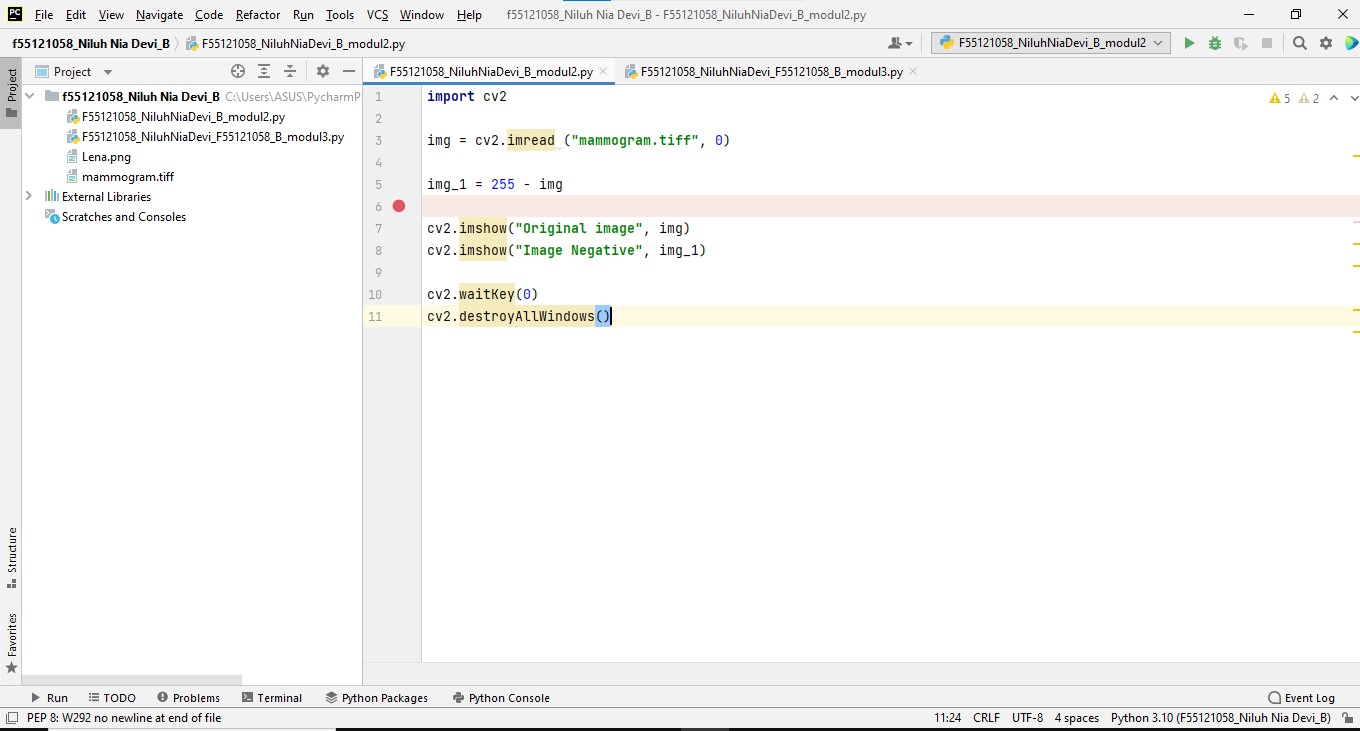 PC File Edit View Navigate Code Refactor Run Tools VCS Window Help f55121058_Niluh Nia Devi_B - F55121058_NiluhNiaDevi_B_modul2.py
f55121058_Niluh Nia Devi_B F55121058_NiluhNiaDevi_B_modul2.py F55121058_NiluhNiaDevi_B_modul2
Project
Project
F55121058_NiluhNiaDevi_B_modul2.py F55121058_NiluhNiaDevi_F55121058_B_modul3.py
f55121058_Niluh Nia Devi_B C:\Users\ASUS\PycharmP
F55121058_NiluhNiaDevi_B_modul2.py
F55121058_NiluhNiaDevi_F55121058_B_modul3.py
Lena.png
mammogram.tiff
External Libraries
Scratches and Consoles
Structure
Favorites
1 import cv2
2
3 img = cv2.imread ("mammogram.tiff", 0)
4
5 img_1 = 255 - img
6
7 cv2.imshow("Original image", img)
8 cv2.imshow("Image Negative", img_1)
9
10 cv2.waitKey(0)
11 cv2.destroyAllWindows()
5 2
Run TODO Problems Terminal Python Packages Python Console Event Log
PEP 8: W292 no newline at end of file 11:24 CRLF UTF-8 4 spaces Python 3.10 (F55121058_Niluh Nia Devi_B)